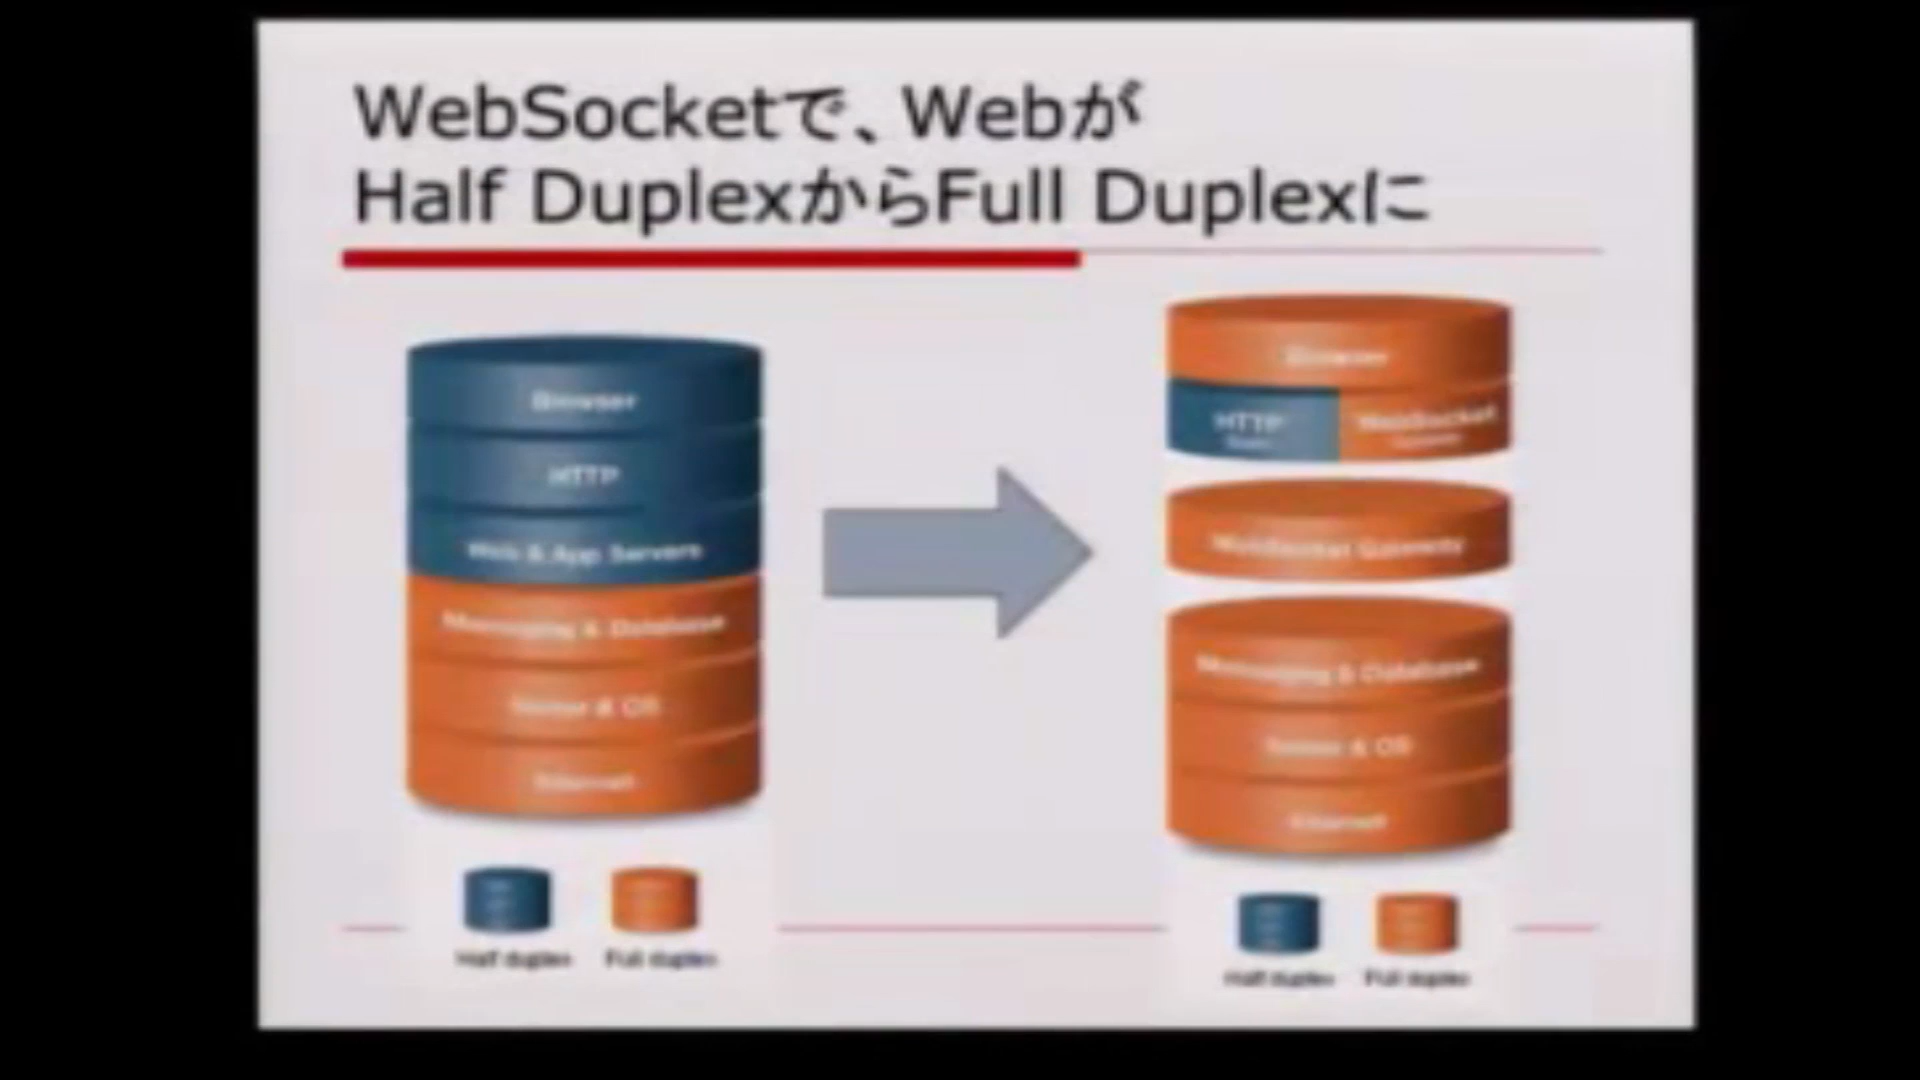 WebSocketで、Webが
Half DuplexからFull Duplexに
Browser
HTTP
Web & App Servers
Messaging & Database
Server & OS
Ethernet
Half duplex
Full duplex
Browser
HTTP
WebSocket
WebSocket Gateway
Messaging & Database
Server & OS
Ethernet
Half duplex
Full duplex